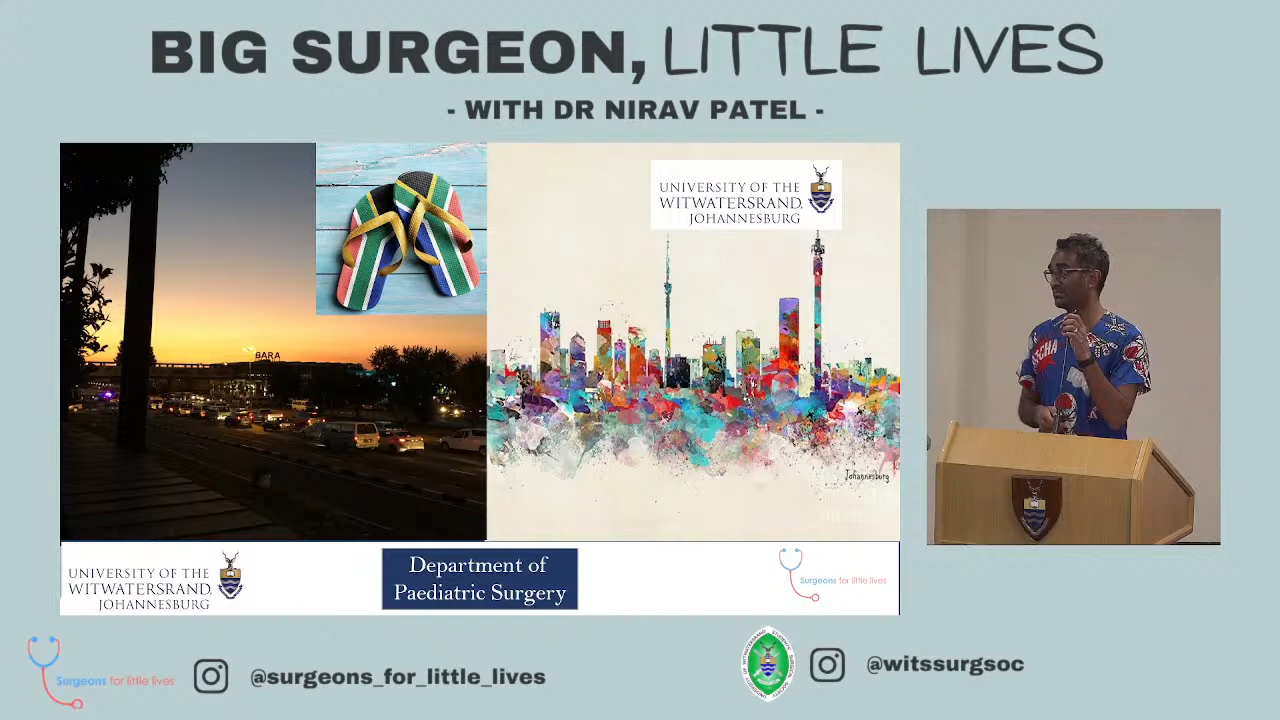 BIG SURGEON, LITTLE LIVES
- WITH DR NIRAV PATEL -
BARA
UNIVERSITY OF THE
WITWATERSRAND,
JOHANNESBURG
Johannesburg
UNIVERSITY OF THE
WITWATERSRAND,
JOHANNESBURG
Department of
Paediatric Surgery
Surgeons for little lives
Surgeons for little lives
@surgeons_for_little_lives
@witssurgsoc